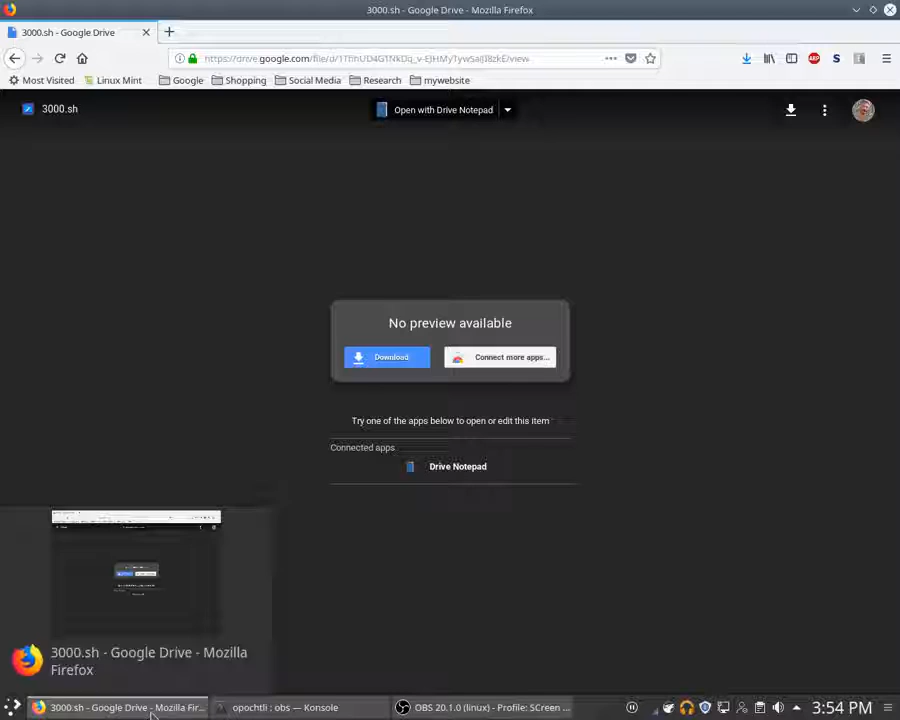 3000.sh - Google Drive - Mozilla Firefox
3000.sh - Google Drive
Most Visited Linux Mint Google Shopping Social Media Research mywebsite
3000.sh
Open with Drive Notepad
No preview available
Download
Connect more apps...
Try one of the apps below to open or edit this item
Connected apps
Drive Notepad
3000.sh - Google Drive - Mozilla
Firefox
3000.sh - Google Drive - Mozilla Fir...
opochtli : obs — Konsole
OBS 20.1.0 (linux) - Profile: SCreen ...
3:54 PM